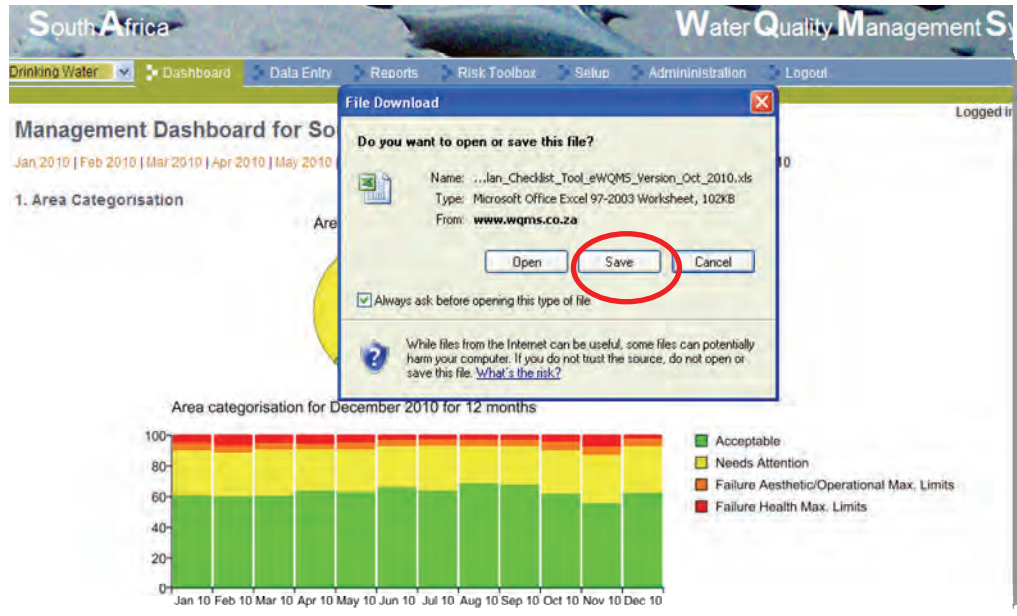 South Africa
Water Quality Management Sy
Drinking Water Dashboard Data Entry Reports Risk Toolbox Setup Admininistration Logout
Logged in
Management Dashboard for So
Jan 2010 | Feb 2010 | Mar 2010 | Apr 2010 | May 2010 | 10
1. Area Categorisation
Are
File Download
Do you want to open or save this file?
Name: ...lan_Checklist_Tool_eWQMS_Version_Oct_2010.xls
Type: Microsoft Office Excel 97-2003 Worksheet, 102KB
From: www.wqms.co.za
Open Save Cancel
Always ask before opening this type of file
While files from the Internet can be useful, some files can potentially
harm your computer. If you do not trust the source, do not open or
save this file. What's the risk?
Area categorisation for December 2010 for 12 months
100
80
60
40
20
0
Jan 10 Feb 10 Mar 10 Apr 10 May 10 Jun 10 Jul 10 Aug 10 Sep 10 Oct 10 Nov 10 Dec 10
Acceptable
Needs Attention
Failure Aesthetic/Operational Max. Limits
Failure Health Max. Limits